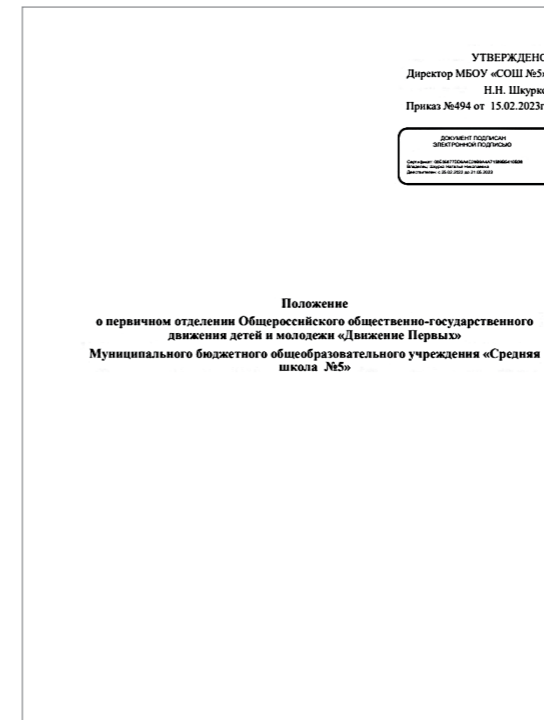 УТВЕРЖДЕНО
Директор МБОУ «СОШ №5»
Н.Н. Шкурко
Приказ №494 от 15.02.2023г
ДОКУМЕНТ ПОДПИСАН
ЭЛЕКТРОННОЙ ПОДПИСЬЮ
Положение
о первичном отделении Общероссийского общественно-государственного
движения детей и молодежи «Движение Первых»
Муниципального бюджетного общеобразовательного учреждения «Средняя
школа №5»